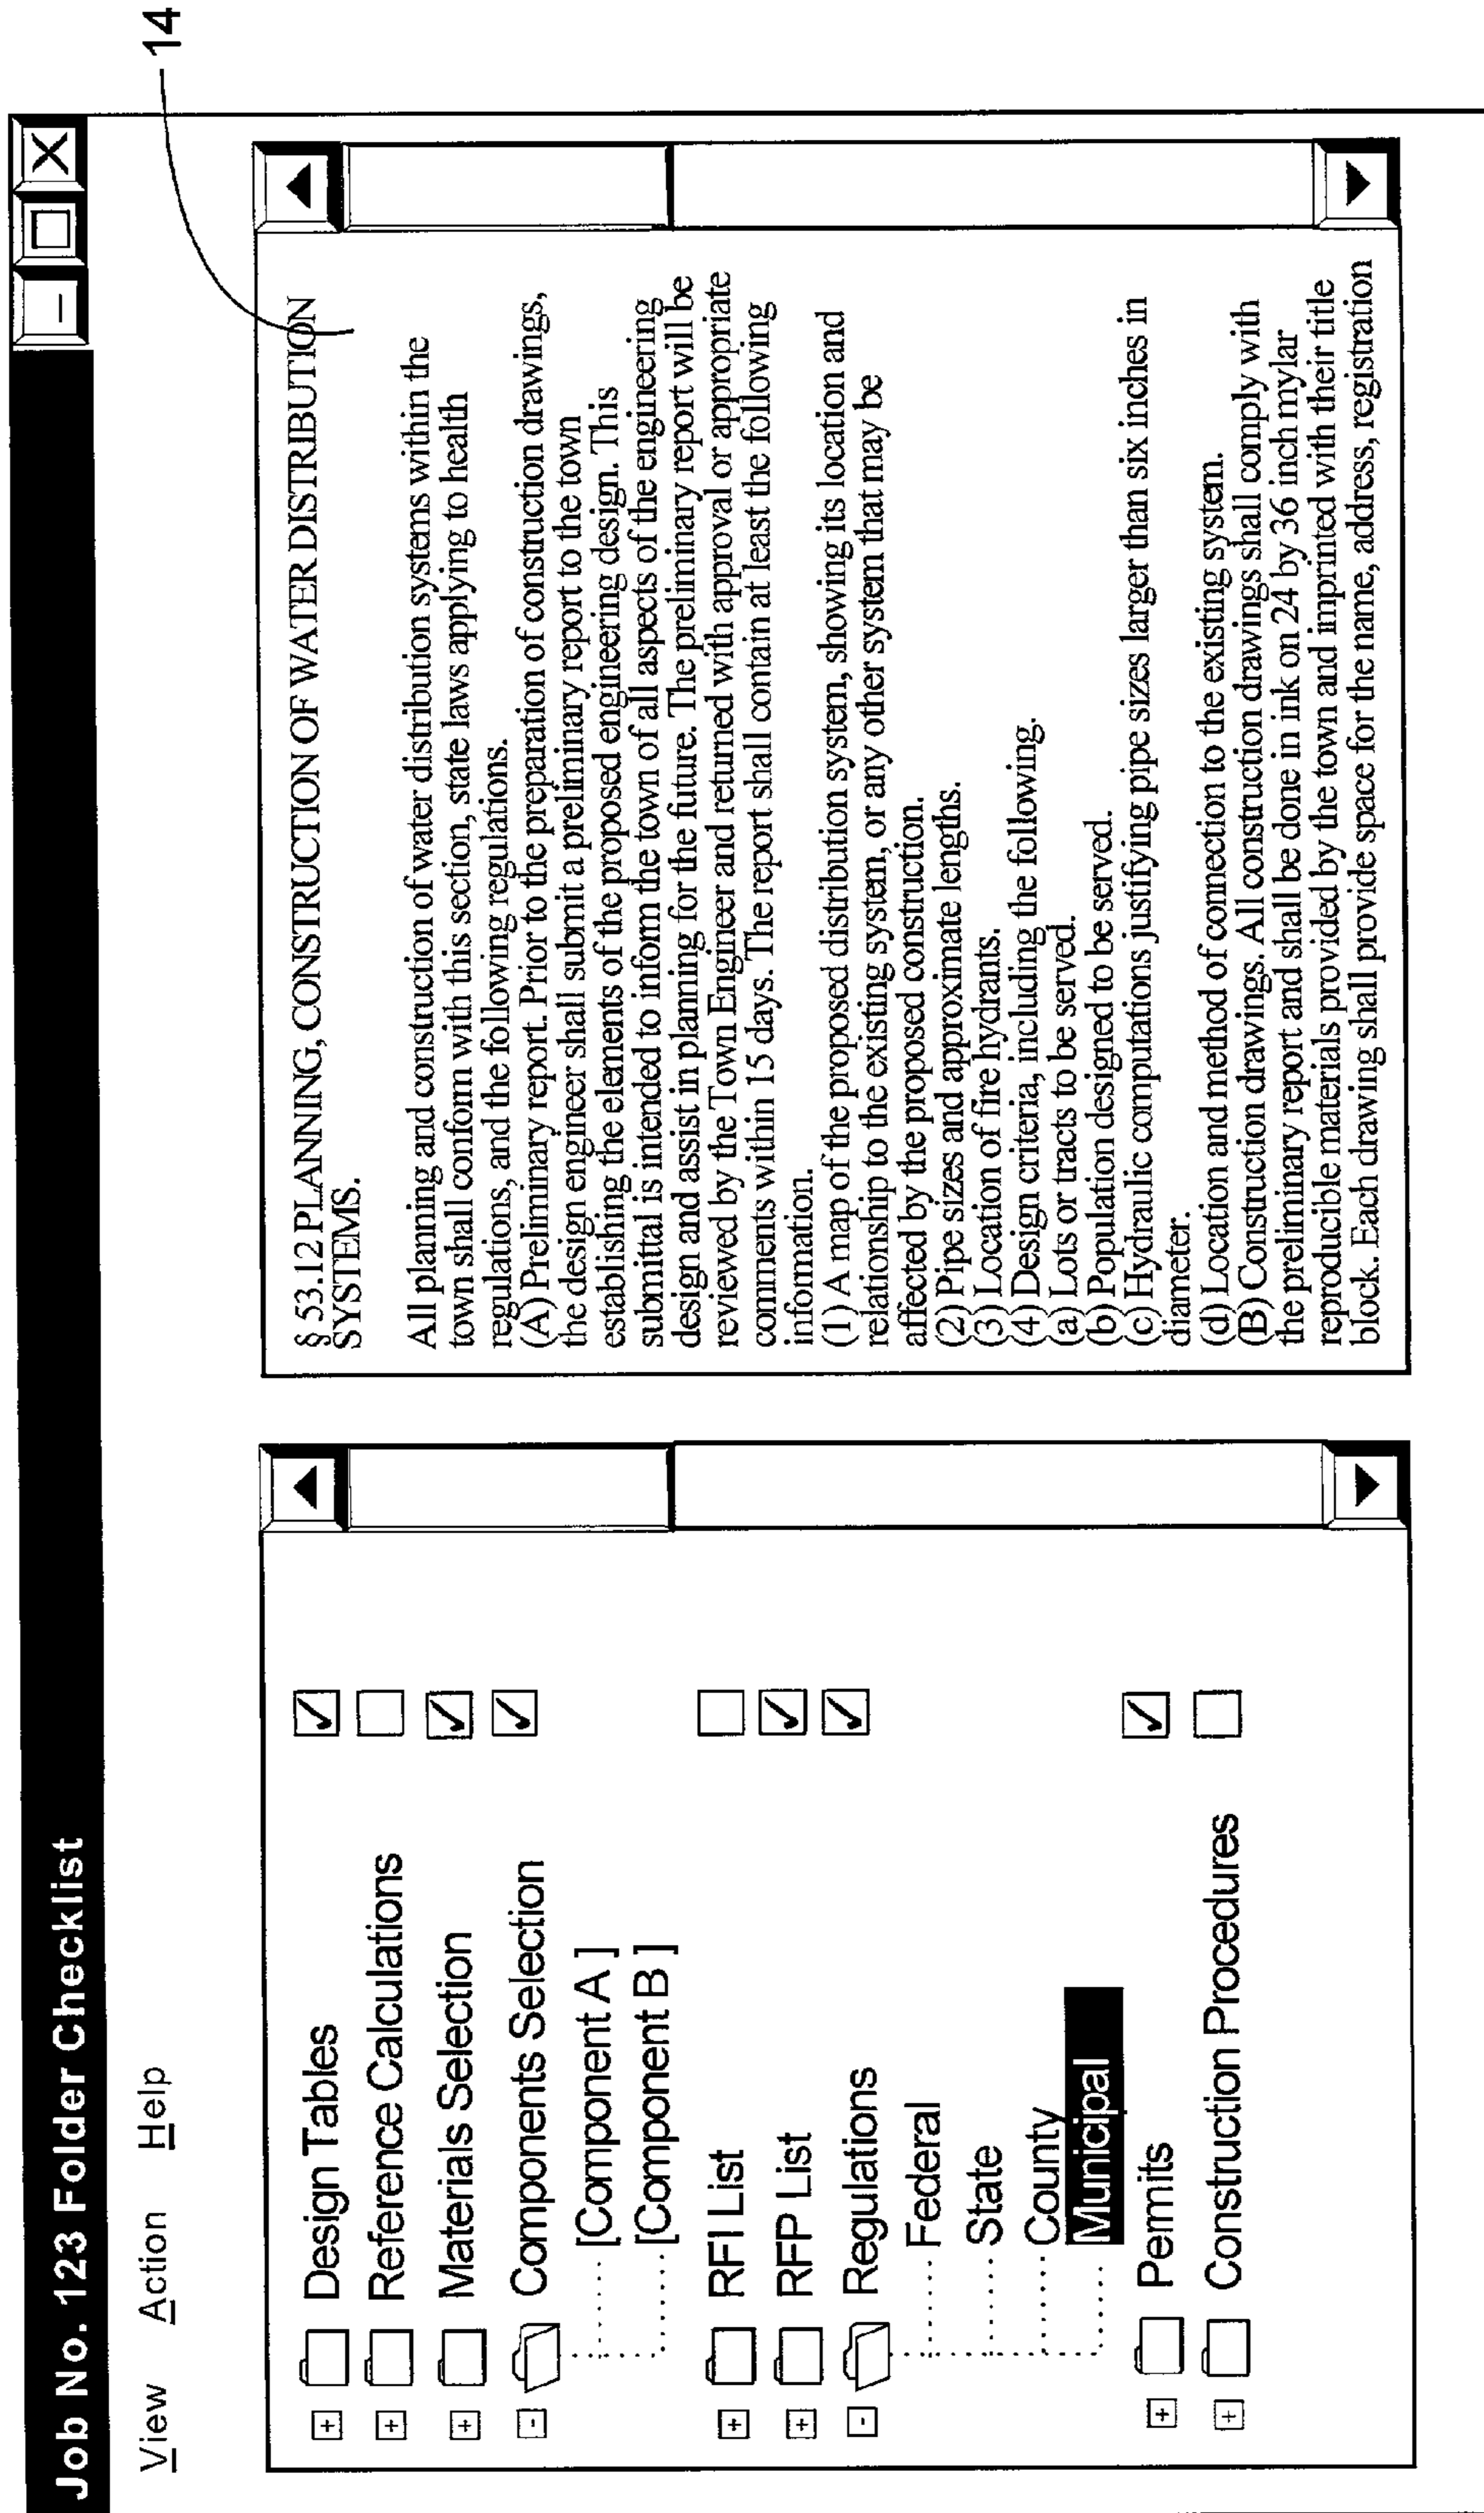 Job No. 123 Folder Checklist
View Action Help
Design Tables
Reference Calculations
Materials Selection
Components Selection
[Component A ]
[Component B ]
RFI List
RFP List
Regulations
Federal
State
County
Municipal
Permits
Construction Procedures
§ 53.12 PLANNING, CONSTRUCTION OF WATER DISTRIBUTION
SYSTEMS.
All planning and construction of water distribution systems within the
town shall conform with this section, state laws applying to health
regulations, and the following regulations.
(A) Preliminary report. Prior to the preparation of construction drawings,
the design engineer shall submit a preliminary report to the town
establishing the elements of the proposed engineering design. This
submittal is intended to inform the town of all aspects of the engineering
design and assist in planning for the future. The preliminary report will be
reviewed by the Town Engineer and returned with approval or appropriate
comments within 15 days. The report shall contain at least the following
information.
(1) A map of the proposed distribution system, showing its location and
relationship to the existing system, or any other system that may be
affected by the proposed construction.
(2) Pipe sizes and approximate lengths.
(3) Location of fire hydrants.
(4) Design criteria, including the following.
(a) Lots or tracts to be served.
(b) Population designed to be served.
(c) Hydraulic computations justifying pipe sizes larger than six inches in
diameter.
(d) Location and method of connection to the existing system.
(B) Construction drawings. All construction drawings shall comply with
the preliminary report and shall be done in ink on 24 by 36 inch mylar
reproducible materials provided by the town and imprinted with their title
block. Each drawing shall provide space for the name, address, registration
14